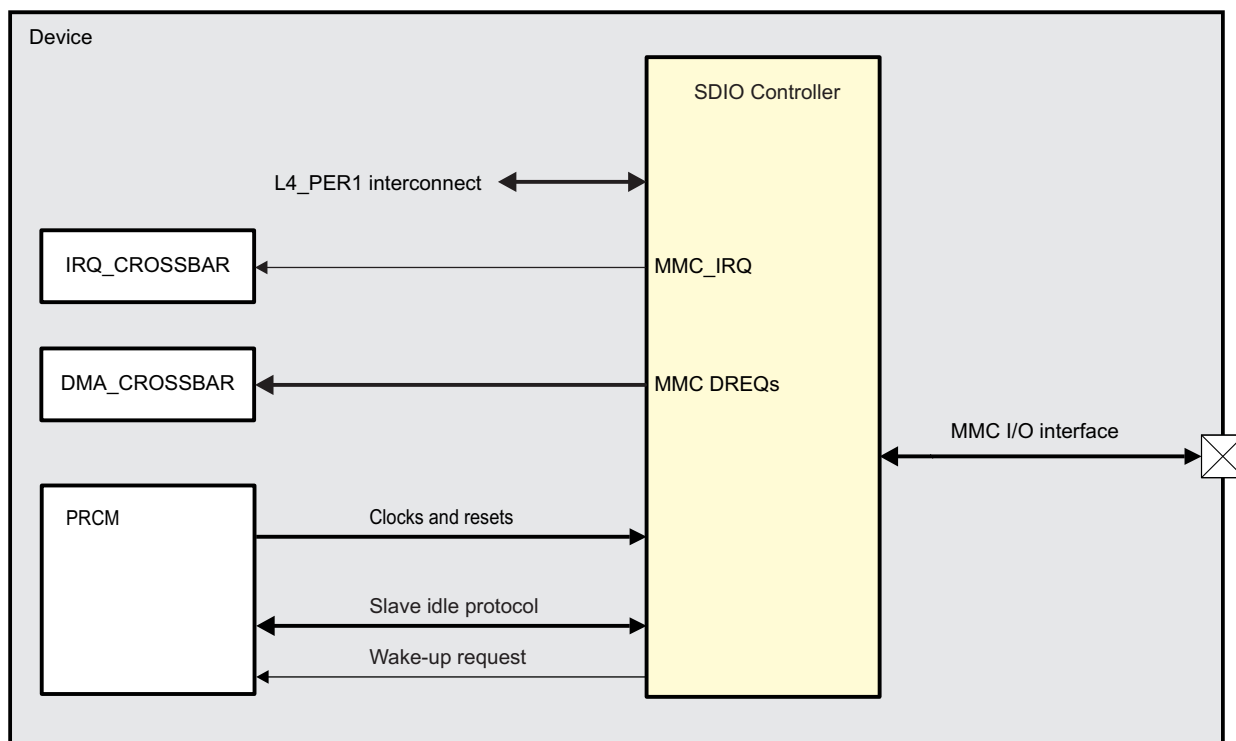 Device
SDIO Controller
L4_PER1 interconnect
IRQ_CROSSBAR
MMC_IRQ
DMA_CROSSBAR
MMC DREQs
MMC I/O interface
PRCM
Clocks and resets
Slave idle protocol
Wake-up request